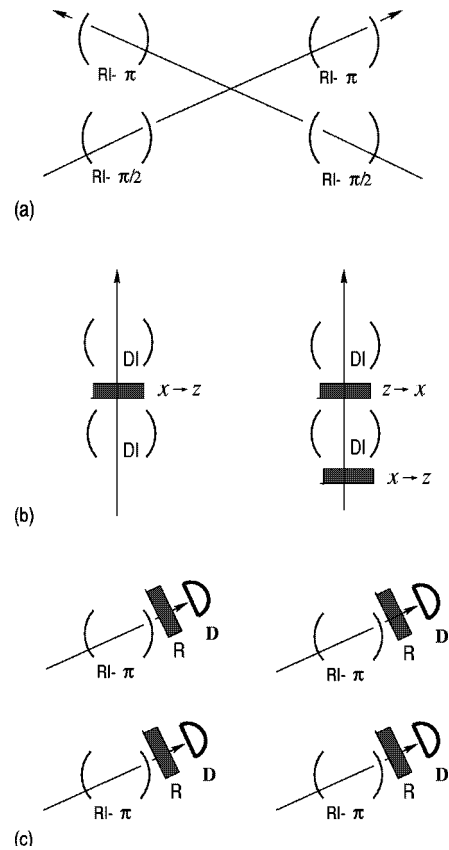 RI- π RI- π
RI- π/2 RI- π/2
(a)
DI DI
x → z z → x
DI DI
x → z
(b)
D D
R R
RI- π RI- π
D D
R R
RI- π RI- π
(c)